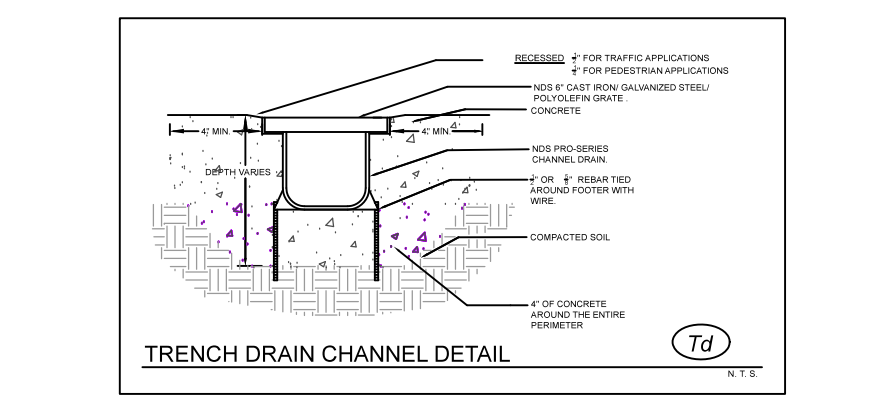 RECESSED 1/2" FOR TRAFFIC APPLICATIONS
1/4" FOR PEDESTRIAN APPLICATIONS
NDS 6" CAST IRON/ GALVANIZED STEEL/
POLYOLEFIN GRATE .
CONCRETE
4" MIN.
4" MIN.
NDS PRO-SERIES
CHANNEL DRAIN.
DEPTH VARIES
OR REBAR TIED
AROUND FOOTER WITH
WIRE.
COMPACTED SOIL
4" OF CONCRETE
AROUND THE ENTIRE
PERIMETER
Td
TRENCH DRAIN CHANNEL DETAIL
N. T. S.